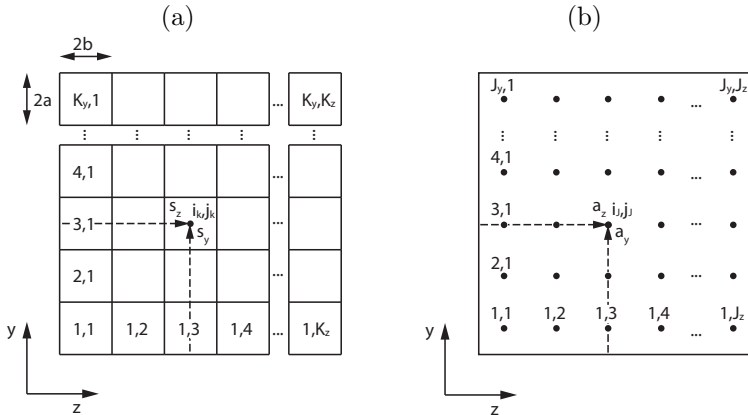 (a)
2b
2a
K_y,1 ... K_y,K_z
... ... ...
4,1 ...
s_z i_k,j_k
3,1 s_y ...
2,1 ...
1,1 1,2 1,3 1,4 ... 1,K_z
y
z
(b)
J_y,1 ... J_y,J_z
... ... ...
4,1
a_z i_J,j_J
3,1 a_y ...
2,1
1,1 1,2 1,3 1,4 ... 1,J_z
y
z